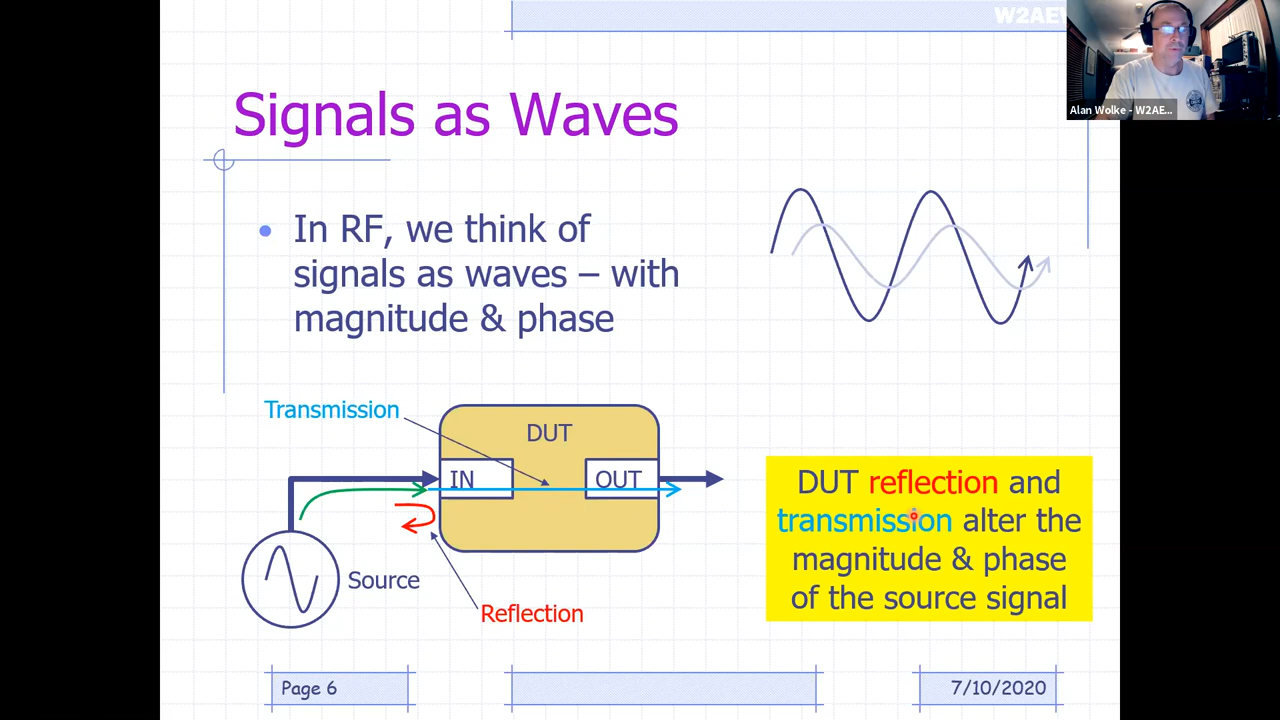 Alan Wolke - W2AE...
Signals as Waves
• In RF, we think of
signals as waves – with
magnitude & phase
Transmission
DUT
IN
OUT
Source
Reflection
DUT reflection and
transmission alter the
magnitude & phase
of the source signal
Page 6
7/10/2020